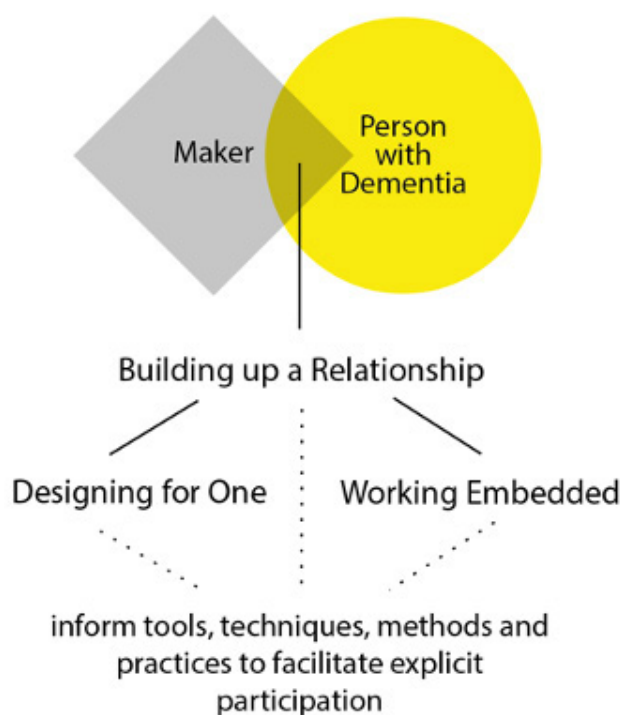 Maker
Person
with
Dementia
Building up a Relationship
Designing for One
Working Embedded
inform tools, techniques, methods and
practices to facilitate explicit
participation